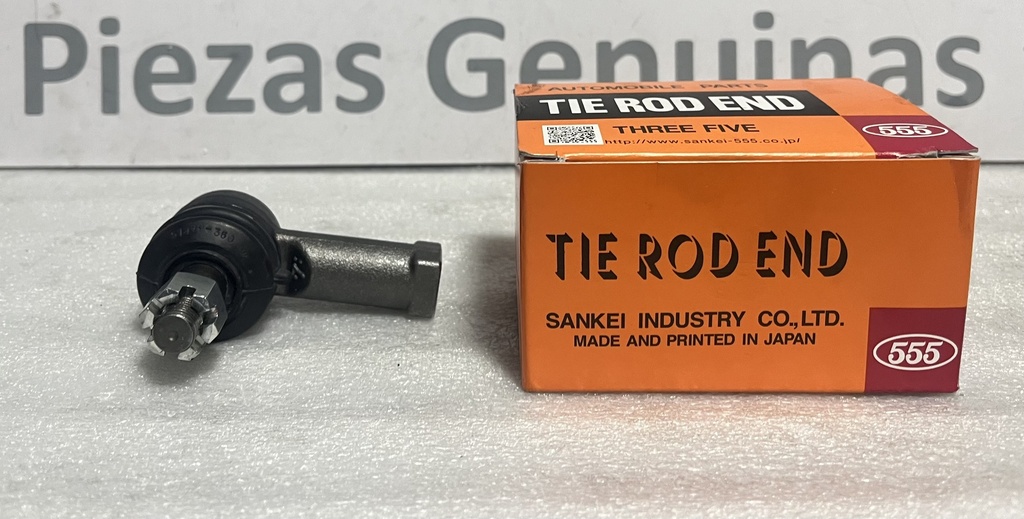 Piezas Genuinas
AUTOMOBILE PARTS
TIE ROD END
THREE FIVE
http://www.sankei-555.co.jp/
555
TIE ROD END
SANKEI INDUSTRY CO.,LTD.
MADE AND PRINTED IN JAPAN
555